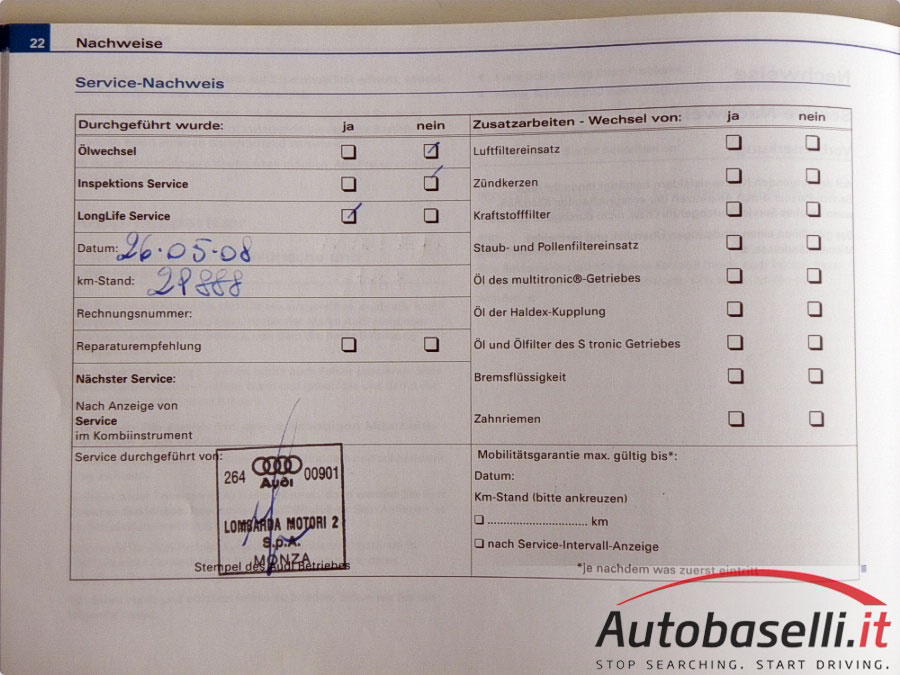 22 Nachweise
Service-Nachweis
Durchgeführt wurde: ja nein
Ölwechsel
Inspektions Service
LongLife Service
Datum: 26-05-08
km-Stand: 29888
Rechnungsnummer:
Reparaturempfehlung
Nächster Service:
Nach Anzeige von
Service
im Kombiinstrument
Service durchgeführt von:
264 00901
Audi
LOMBARDA MOTORI 2
S.p.A.
MONZA
Stempel des Audi Betriebes
Zusatzarbeiten - Wechsel von: ja nein
Luftfiltereinsatz
Zündkerzen
Kraftstofffilter
Staub- und Pollenfiltereinsatz
Öl des multitronic®-Getriebes
Öl der Haldex-Kupplung
Öl und Ölfilter des S tronic Getriebes
Bremsflüssigkeit
Zahnriemen
Mobilitätsgarantie max. gültig bis*:
Datum:
Km-Stand (bitte ankreuzen)
.............................. km
nach Service-Intervall-Anzeige
*Je nachdem was zuerst eintritt
Autobaselli.it
STOP SEARCHING. START DRIVING.